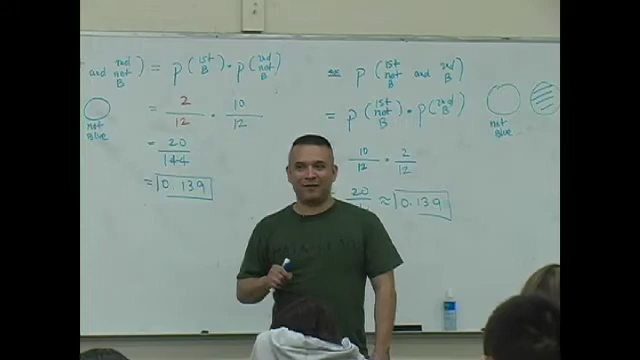 and 2nd not B ) = P ( 1st B ) · P ( 2nd not B )
= 2/12 · 10/12
= 20/144
= 0.139
not Blue
= P ( 1st not B and 2nd B )
= P ( 1st not B ) · P ( 2nd B )
10/12 · 2/12
20/ ≈ 0.139
not Blue